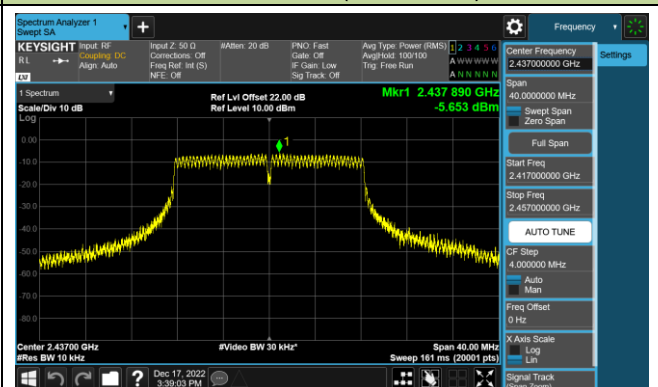 Spectrum Analyzer 1
Swept SA
Frequency
KEYSIGHT
RL
Input: RF
Coupling: DC
Align: Auto
Input Z: 50 Ω
Corrections: Off
Freq Ref: Int (S)
NFE: Off
#Atten: 20 dB
PNO: Fast
Gate: Off
IF Gain: Low
Sig Track: Off
Avg Type: Power (RMS)
Avg|Hold: 100/100
Trig: Free Run
1 2 3 4 5 6
A W W W W W
A N N N N N
LXI
1 Spectrum
Scale/Div 10 dB
Log
Ref Lvl Offset 22.00 dB
Ref Level 10.00 dBm
Mkr1 2.437 890 GHz
-5.653 dBm
1
0.00
-10.0
-20.0
-30.0
-40.0
-50.0
-60.0
-70.0
-80.0
Center 2.43700 GHz
#Res BW 10 kHz
#Video BW 30 kHz*
Span 40.00 MHz
Sweep 161 ms (20001 pts)
Dec 17, 2022
3:39:03 PM
Settings
Center Frequency
2.437000000 GHz
Span
40.0000000 MHz
Swept Span
Zero Span
Full Span
Start Freq
2.417000000 GHz
Stop Freq
2.457000000 GHz
AUTO TUNE
CF Step
4.000000 MHz
Auto
Man
Freq Offset
0 Hz
X Axis Scale
Log
Lin
Signal Track
(Span Zoom)